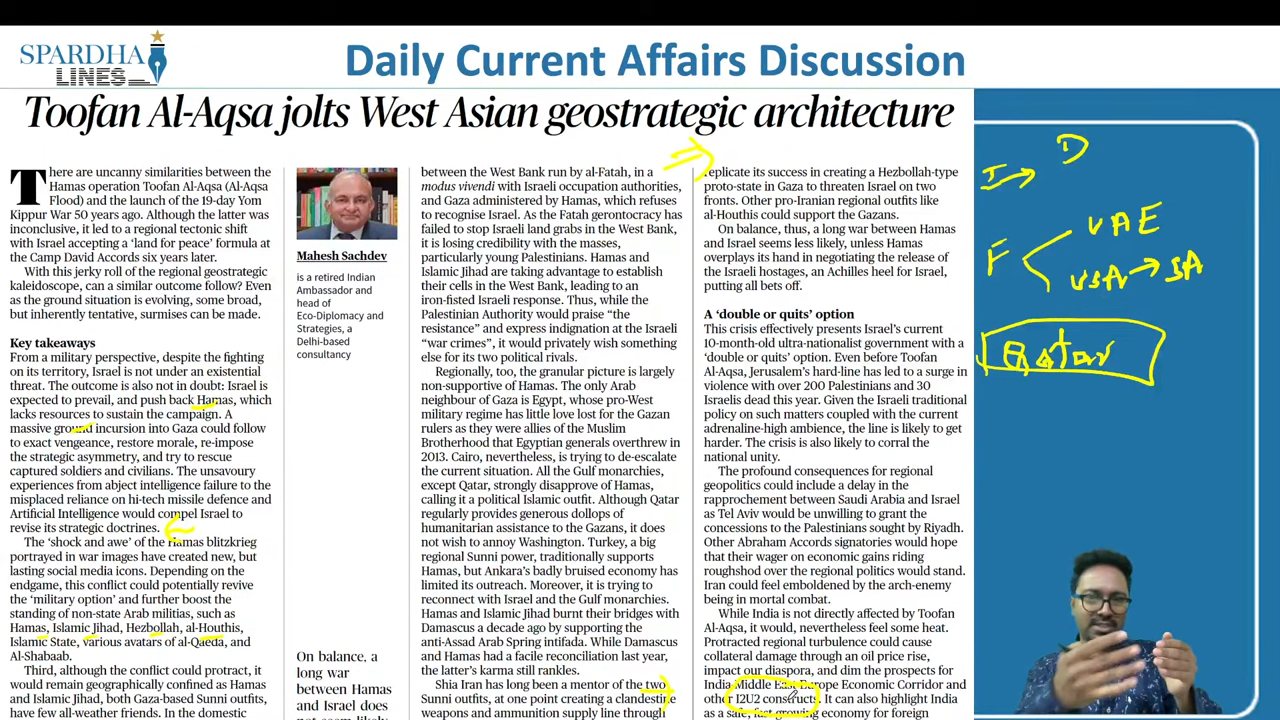 SPARDHA
LINES
Daily Current Affairs Discussion
Toofan Al-Aqsa jolts West Asian geostrategic architecture
There are uncanny similarities between the
Hamas operation Toofan Al-Aqsa (Al-Aqsa
Flood) and the launch of the 19-day Yom
Kippur War 50 years ago. Although the latter was
inconclusive, it led to a regional tectonic shift
with Israel accepting a ‘land for peace’ formula at
the Camp David Accords six years later.
With this jerky roll of the regional geostrategic
kaleidoscope, can a similar outcome follow? Even
as the ground situation is evolving, some broad,
but inherently tentative, surmises can be made.
Key takeaways
From a military perspective, despite the fighting
on its territory, Israel is not under an existential
threat. The outcome is also not in doubt: Israel is
expected to prevail, and push back Hamas, which
lacks resources to sustain the campaign. A
massive ground incursion into Gaza could follow
to exact vengeance, restore morale, re-impose
the strategic asymmetry, and try to rescue
captured soldiers and civilians. The unsavoury
experiences from abject intelligence failure to the
misplaced reliance on hi-tech missile defence and
Artificial Intelligence would compel Israel to
revise its strategic doctrines.
The ‘shock and awe’ of the Hamas blitzkrieg
portrayed in war images have created new, but
lasting social media icons. Depending on the
endgame, this conflict could potentially revive
the ‘military option’ and further boost the
standing of non-state Arab militias, such as
Hamas, Islamic Jihad, Hezbollah, al-Houthis,
Islamic State, various avatars of al-Qaeda, and
Al-Shabaab.
Third, although the conflict could protract, it
would remain geographically confined as Hamas
and Islamic Jihad, both Gaza-based Sunni outfits,
have few all-weather friends. In the domestic
Mahesh Sachdev
is a retired Indian
Ambassador and
head of
Eco-Diplomacy and
Strategies, a
Delhi-based
consultancy
On balance, a
long war
between Hamas
and Israel does
not seem likely
between the West Bank run by al-Fatah, in a
modus vivendi with Israeli occupation authorities,
and Gaza administered by Hamas, which refuses
to recognise Israel. As the Fatah gerontocracy has
failed to stop Israeli land grabs in the West Bank,
it is losing credibility with the masses,
particularly young Palestinians. Hamas and
Islamic Jihad are taking advantage to establish
their cells in the West Bank, leading to an
iron-fisted Israeli response. Thus, while the
Palestinian Authority would praise “the
resistance” and express indignation at the Israeli
“war crimes”, it would privately wish something
else for its two political rivals.
Regionally, too, the granular picture is largely
non-supportive of Hamas. The only Arab
neighbour of Gaza is Egypt, whose pro-West
military regime has little love lost for the Gazan
rulers as they were allies of the Muslim
Brotherhood that Egyptian generals overthrew in
2013. Cairo, nevertheless, is trying to de-escalate
the current situation. All the Gulf monarchies,
except Qatar, strongly disapprove of Hamas,
calling it a political Islamic outfit. Although Qatar
regularly provides generous dollops of
humanitarian assistance to the Gazans, it does
not wish to annoy Washington. Turkey, a big
regional Sunni power, traditionally supports
Hamas, but Ankara’s badly bruised economy has
limited its outreach. Moreover, it is trying to
reconnect with Israel and the Gulf monarchies.
Hamas and Islamic Jihad burnt their bridges with
Damascus a decade ago by supporting the
anti-Assad Arab Spring intifada. While Damascus
and Hamas had a facile reconciliation last year,
the latter’s karma still rankles.
Shia Iran has long been a mentor of the two
Sunni outfits, at one point creating a clandestine
weapons and ammunition supply line through
replicate its success in creating a Hezbollah-type
proto-state in Gaza to threaten Israel on two
fronts. Other pro-Iranian regional outfits like
al-Houthis could support the Gazans.
On balance, thus, a long war between Hamas
and Israel seems less likely, unless Hamas
overplays its hand in negotiating the release of
the Israeli hostages, an Achilles heel for Israel,
putting all bets off.
A ‘double or quits’ option
This crisis effectively presents Israel’s current
10-month-old ultra-nationalist government with a
‘double or quits’ option. Even before Toofan
Al-Aqsa, Jerusalem’s hard-line has led to a surge in
violence with over 200 Palestinians and 30
Israelis dead this year. Given the Israeli traditional
policy on such matters coupled with the current
adrenaline-high ambience, the line is likely to get
harder. The crisis is also likely to corral the
national unity.
The profound consequences for regional
geopolitics could include a delay in the
rapprochement between Saudi Arabia and Israel
as Tel Aviv would be unwilling to grant the
concessions to the Palestinians sought by Riyadh.
Other Abraham Accords signatories would hope
that their wager on economic gains riding
roughshod over the regional politics would stand.
Iran could feel emboldened by the arch-enemy
being in mortal combat.
While India is not directly affected by Toofan
Al-Aqsa, it would, nevertheless feel some heat.
Protracted regional turbulence could cause
collateral damage through an oil price rise,
impact our diaspora, and dim the prospects for
India Middle East Europe Economic Corridor and
other I2U2 constructs. It can also highlight India
as a safe, fast-growing economy for foreign
I → D
F
UAE
USA → SA
Qatar